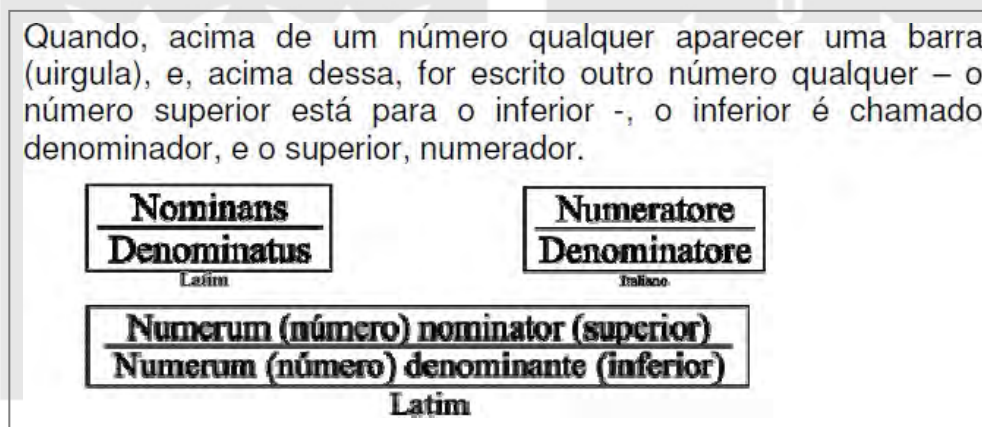 Quando, acima de um número qualquer aparecer uma barra
(uirgula), e, acima dessa, for escrito outro número qualquer – o
número superior está para o inferior -, o inferior é chamado
denominador, e o superior, numerador.
Nominans
Denominatus
Latim
Numeratore
Denominatore
Italiano
Numerum (número) nominator (superior)
Numerum (número) denominante (inferior)
Latim